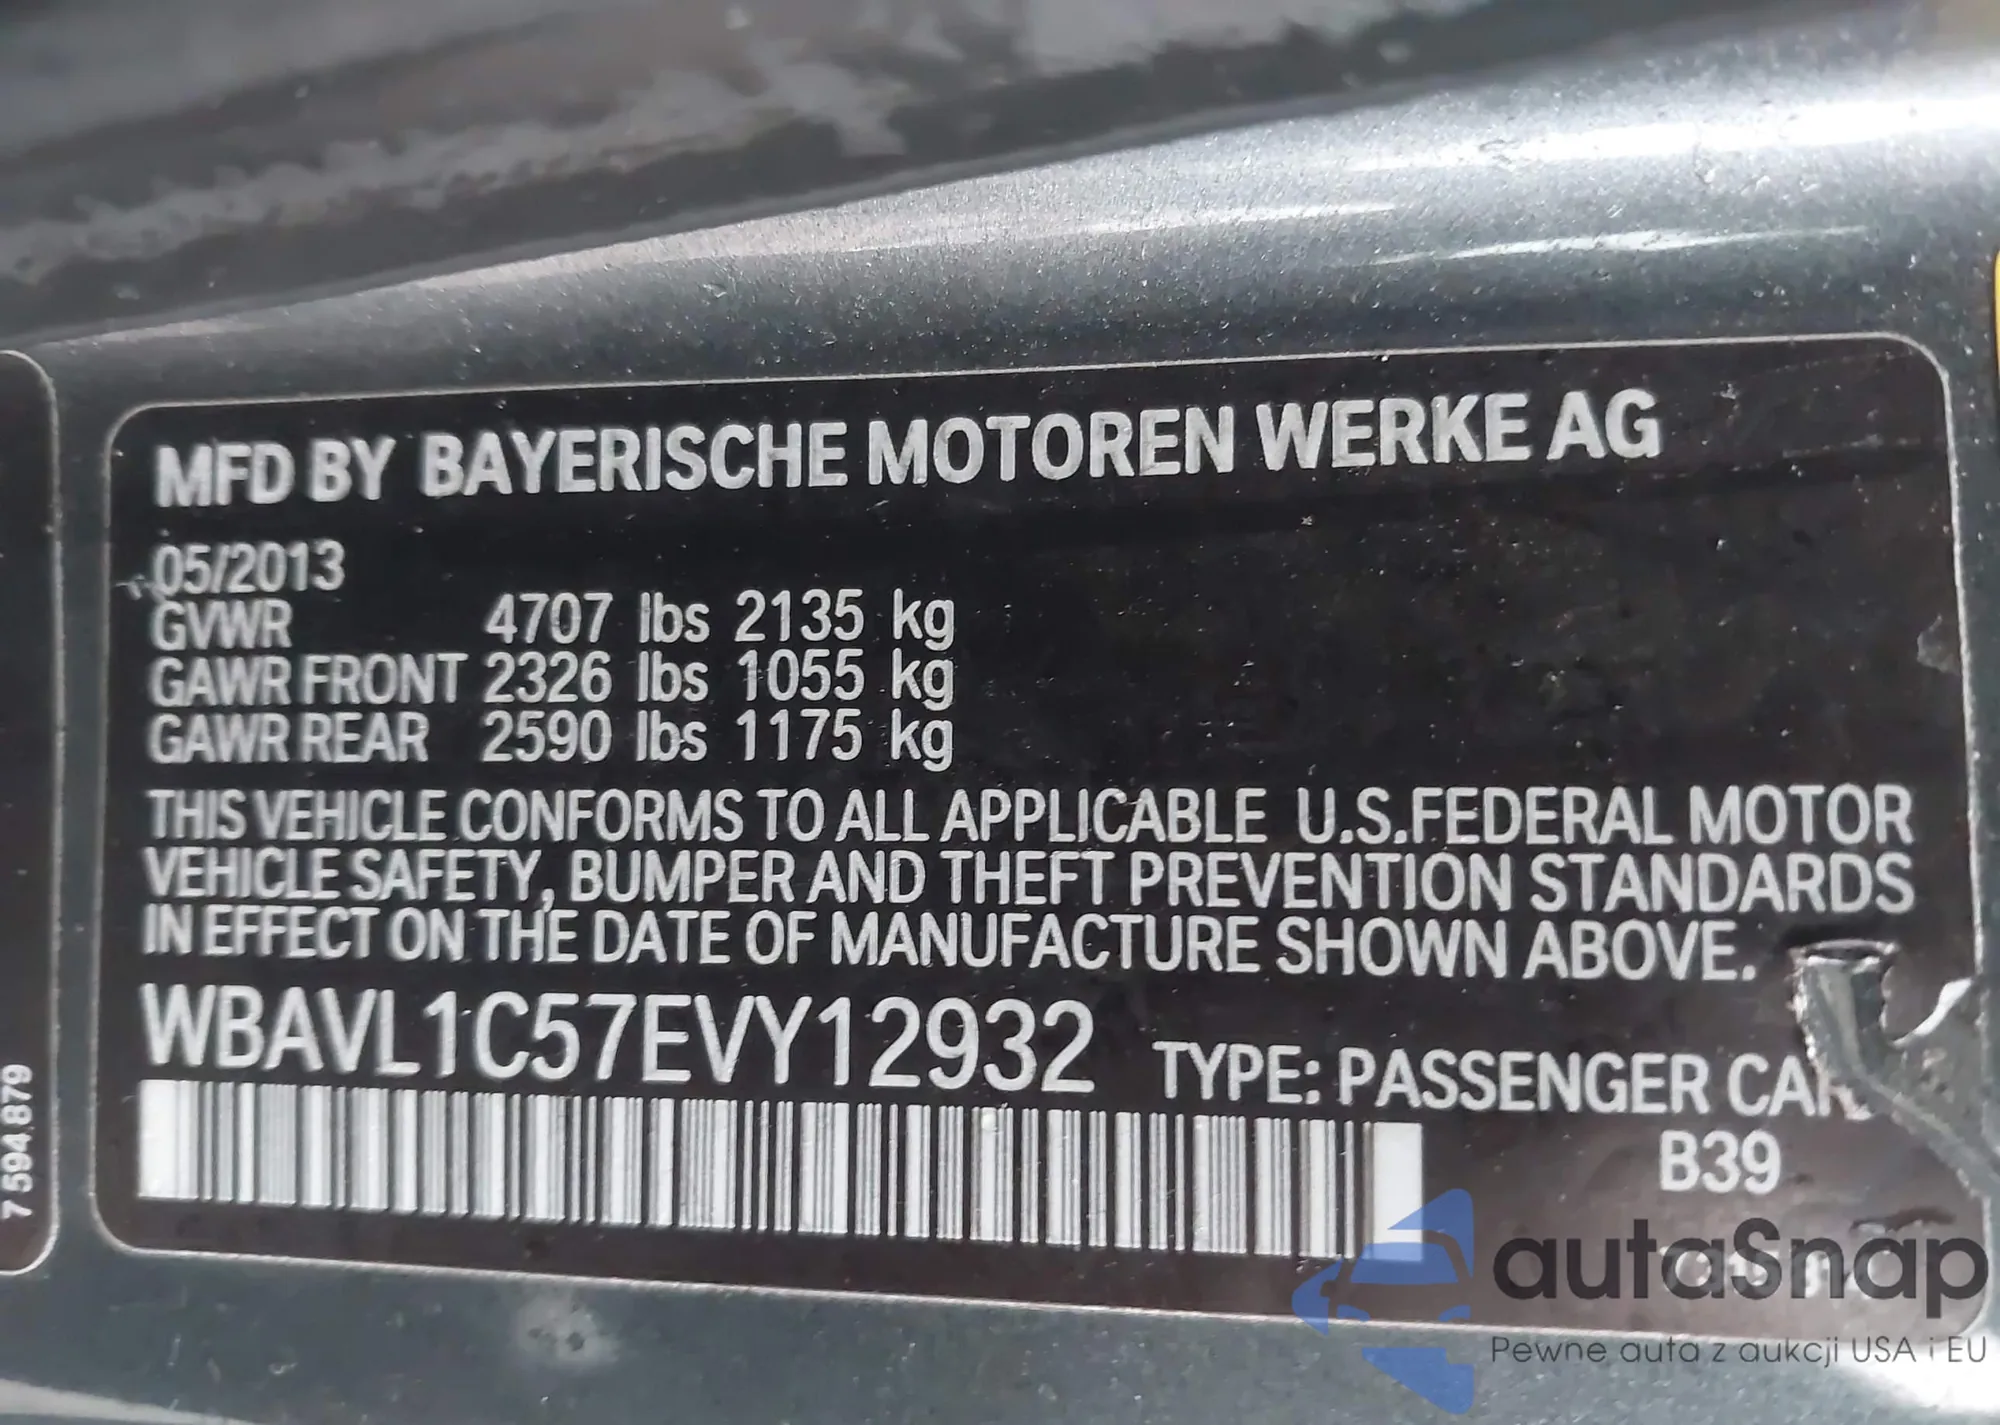 MFD BY BAYERISCHE MOTOREN WERKE AG
05/2013
GVWR 4707 lbs 2135 kg
GAWR FRONT 2326 lbs 1055 kg
GAWR REAR 2590 lbs 1175 kg
THIS VEHICLE CONFORMS TO ALL APPLICABLE U.S.FEDERAL MOTOR
VEHICLE SAFETY, BUMPER AND THEFT PREVENTION STANDARDS
IN EFFECT ON THE DATE OF MANUFACTURE SHOWN ABOVE.
WBAVL1C57EVY12932 TYPE: PASSENGER CAR
B39
7 594.879
autaSnap
Pewne auta z aukcji USA i EU